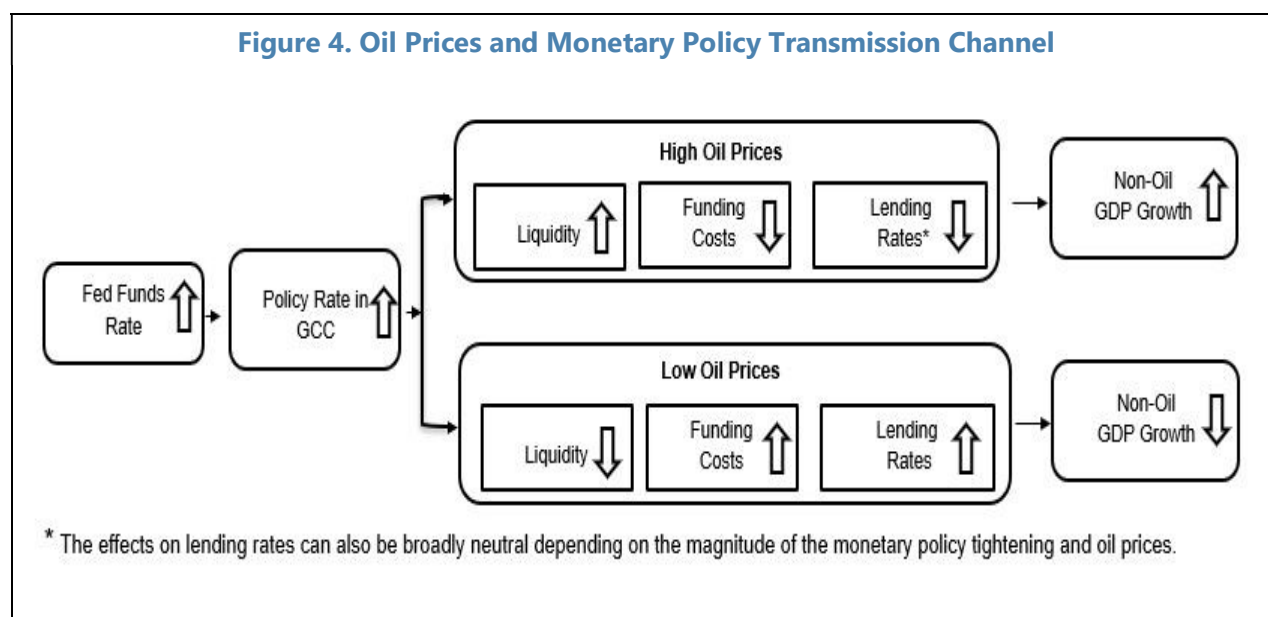 Figure 4. Oil Prices and Monetary Policy Transmission Channel
Fed Funds
Rate
Policy Rate in
GCC
High Oil Prices
Liquidity
Funding
Costs
Lending
Rates*
Non-Oil
GDP Growth
Low Oil Prices
Liquidity
Funding
Costs
Lending
Rates
Non-Oil
GDP Growth
* The effects on lending rates can also be broadly neutral depending on the magnitude of the monetary policy tightening and oil prices.